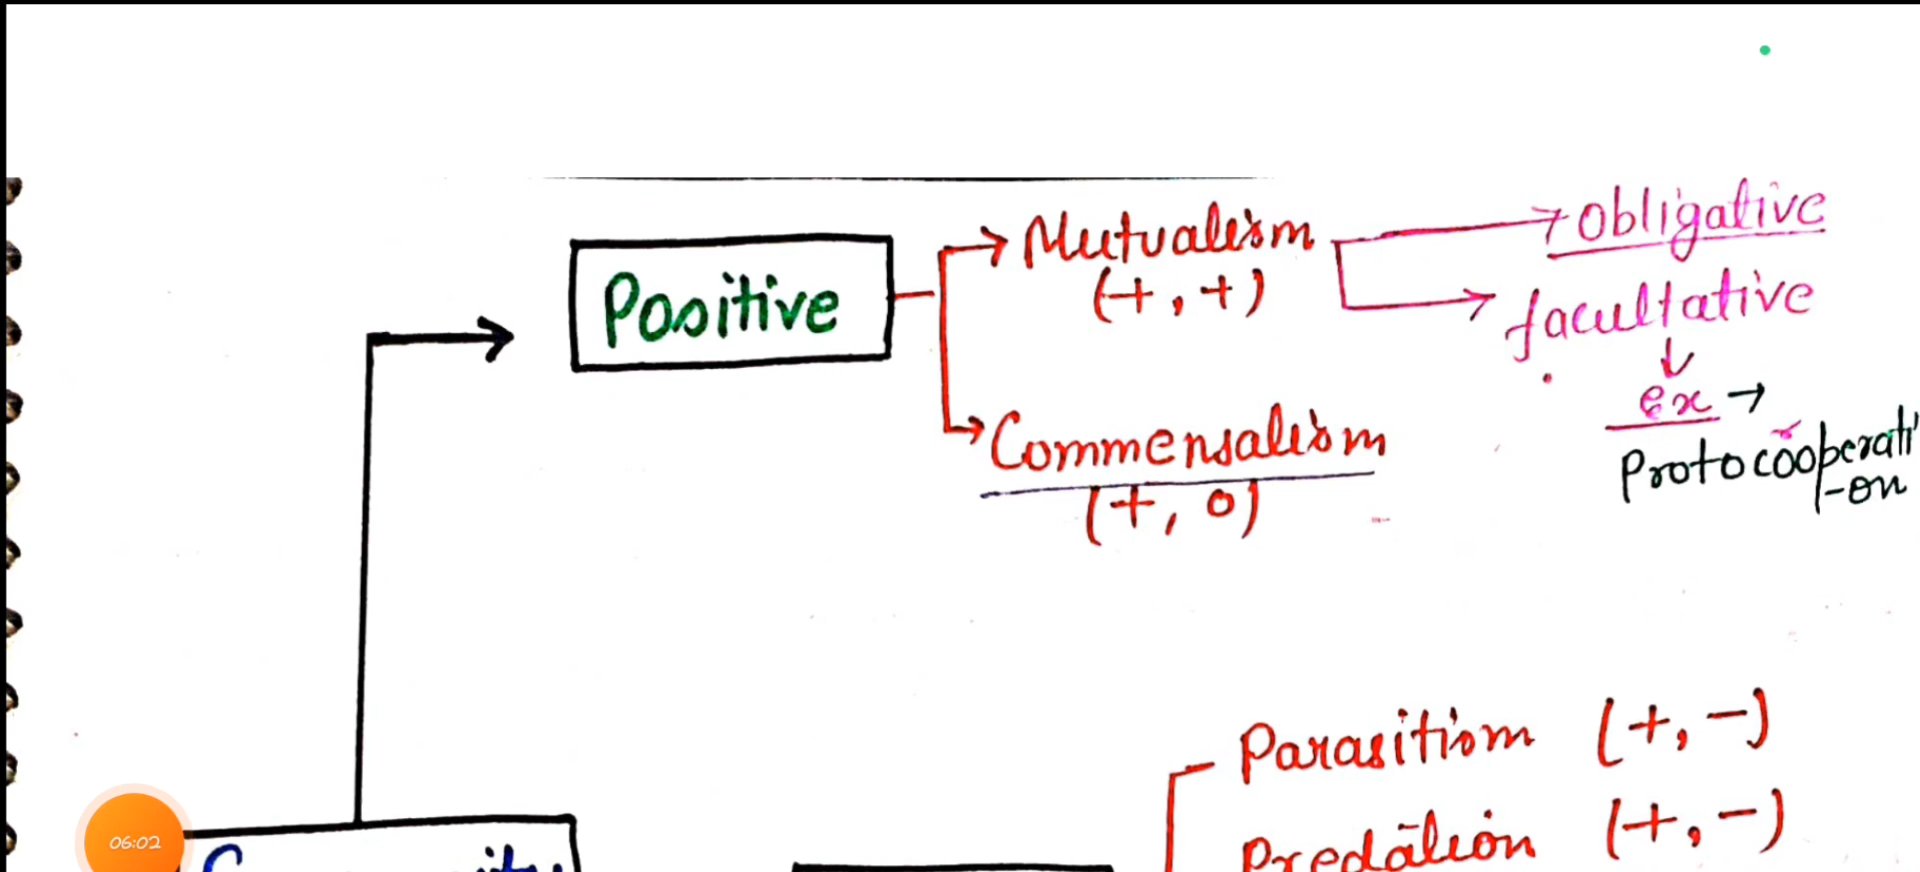 Mutualism
obligative
(+, +)
Positive
facultative
ex →
Protocooperati
-on
Commensalism
(+, 0)
Parasitism (+, -)
Predation (+, -)
06:02